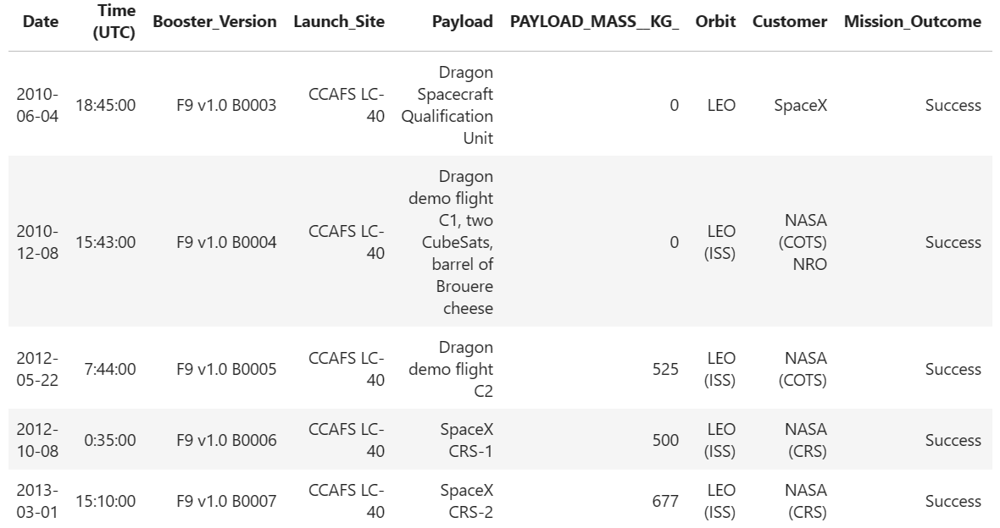 Date Time (UTC) Booster_Version Launch_Site Payload PAYLOAD_MASS__KG_ Orbit Customer Mission_Outcome
2010-06-04 18:45:00 F9 v1.0 B0003 CCAFS LC-40 Dragon Spacecraft Qualification Unit 0 LEO SpaceX Success
2010-12-08 15:43:00 F9 v1.0 B0004 CCAFS LC-40 Dragon demo flight C1, two CubeSats, barrel of Brouere cheese 0 LEO (ISS) NASA (COTS) NRO Success
2012-05-22 7:44:00 F9 v1.0 B0005 CCAFS LC-40 Dragon demo flight C2 525 LEO (ISS) NASA (COTS) Success
2012-10-08 0:35:00 F9 v1.0 B0006 CCAFS LC-40 SpaceX CRS-1 500 LEO (ISS) NASA (CRS) Success
2013-03-01 15:10:00 F9 v1.0 B0007 CCAFS LC-40 SpaceX CRS-2 677 LEO (ISS) NASA (CRS) Success